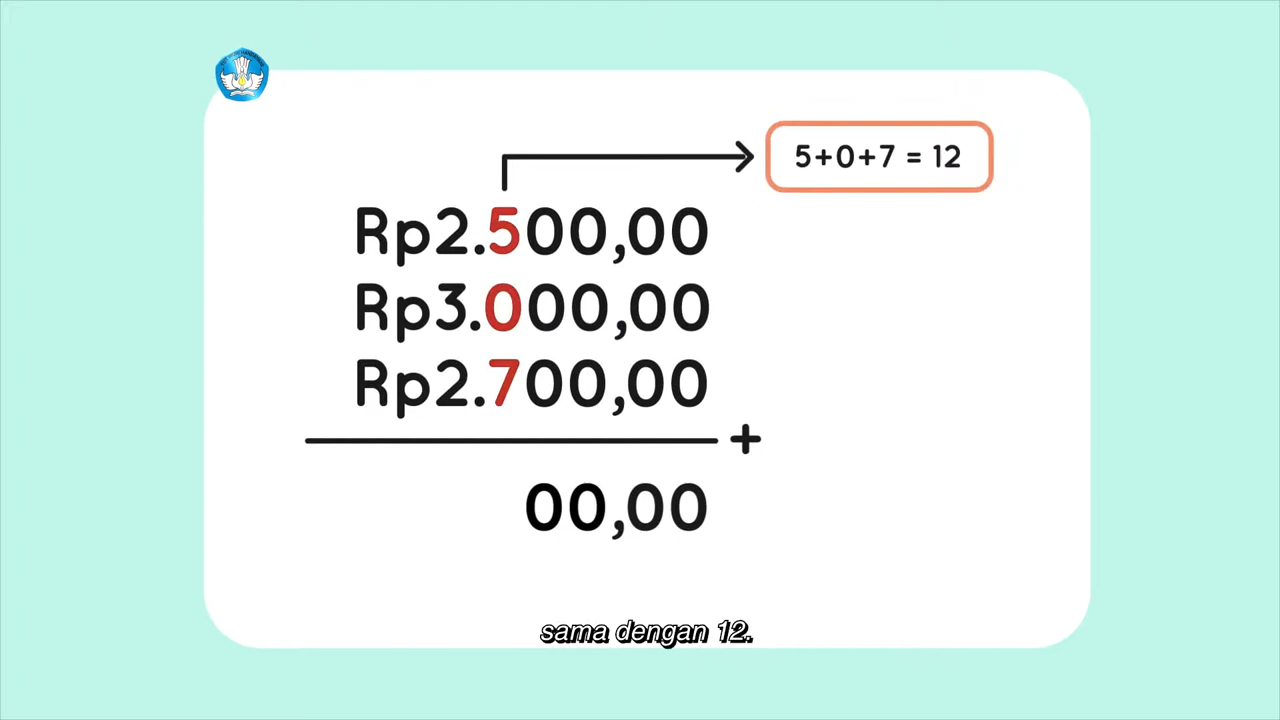 5+0+7 = 12
Rp2.500,00
Rp3.000,00
Rp2.700,00
+
00,00
sama dengan 12.